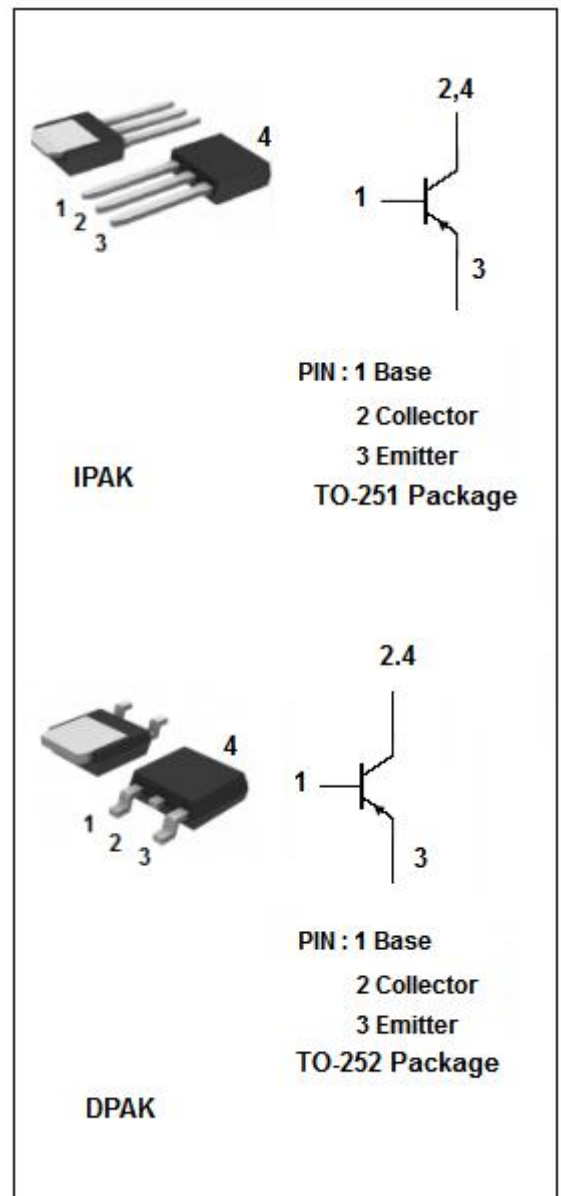 2,4
4
1
1
2
3
3
PIN : 1 Base
2 Collector
3 Emitter
IPAK
TO-251 Package
2.4
4
1
1
2
3
3
PIN : 1 Base
2 Collector
3 Emitter
TO-252 Package
DPAK